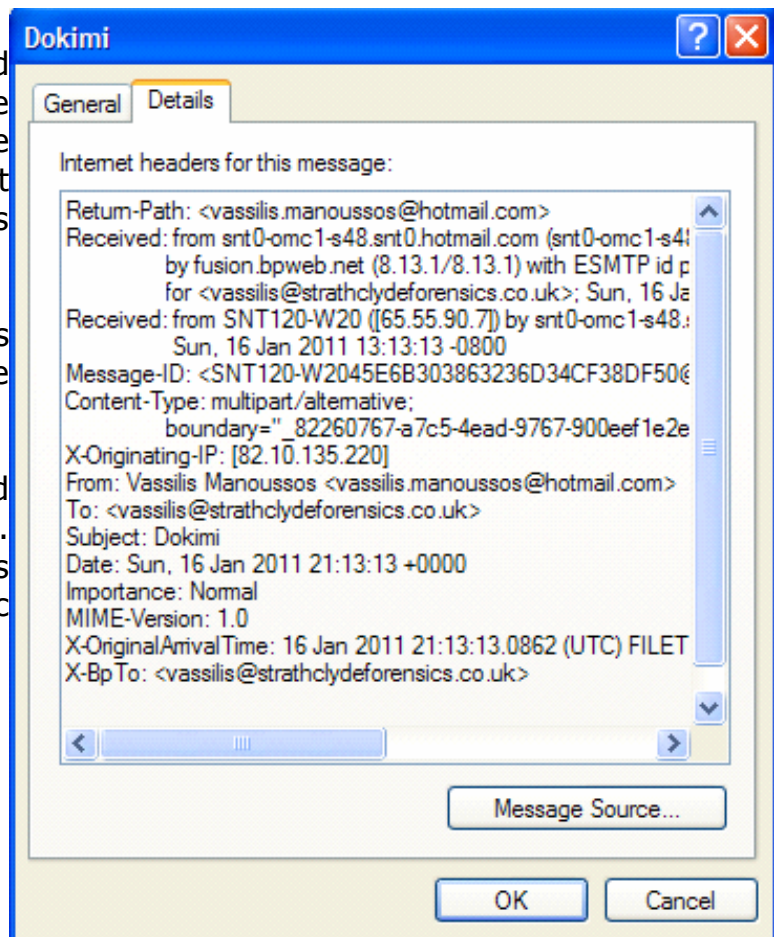 Dokimi
General Details
Internet headers for this message:
Return-Path: <vassilis.manoussos@hotmail.com>
Received: from snt0-omc1-s48.snt0.hotmail.com (snt0-omc1-s4
by fusion.bpweb.net (8.13.1/8.13.1) with ESMTP id p
for <vassilis@strathclydeforensics.co.uk>; Sun, 16 Ja
Received: from SNT120-W20 ([65.55.90.7]) by snt0-omc1-s48.
Sun, 16 Jan 2011 13:13:13 -0800
Message-ID: <SNT120-W2045E6B303863236D34CF38DF50@
Content-Type: multipart/alternative;
boundary="_82260767-a7c5-4ead-9767-900eef1e2e
X-Originating-IP: [82.10.135.220]
From: Vassilis Manoussos <vassilis.manoussos@hotmail.com>
To: <vassilis@strathclydeforensics.co.uk>
Subject: Dokimi
Date: Sun, 16 Jan 2011 21:13:13 +0000
Importance: Normal
MIME-Version: 1.0
X-OriginalArrivalTime: 16 Jan 2011 21:13:13.0862 (UTC) FILET
X-BpTo: <vassilis@strathclydeforensics.co.uk>
Message Source...
OK Cancel